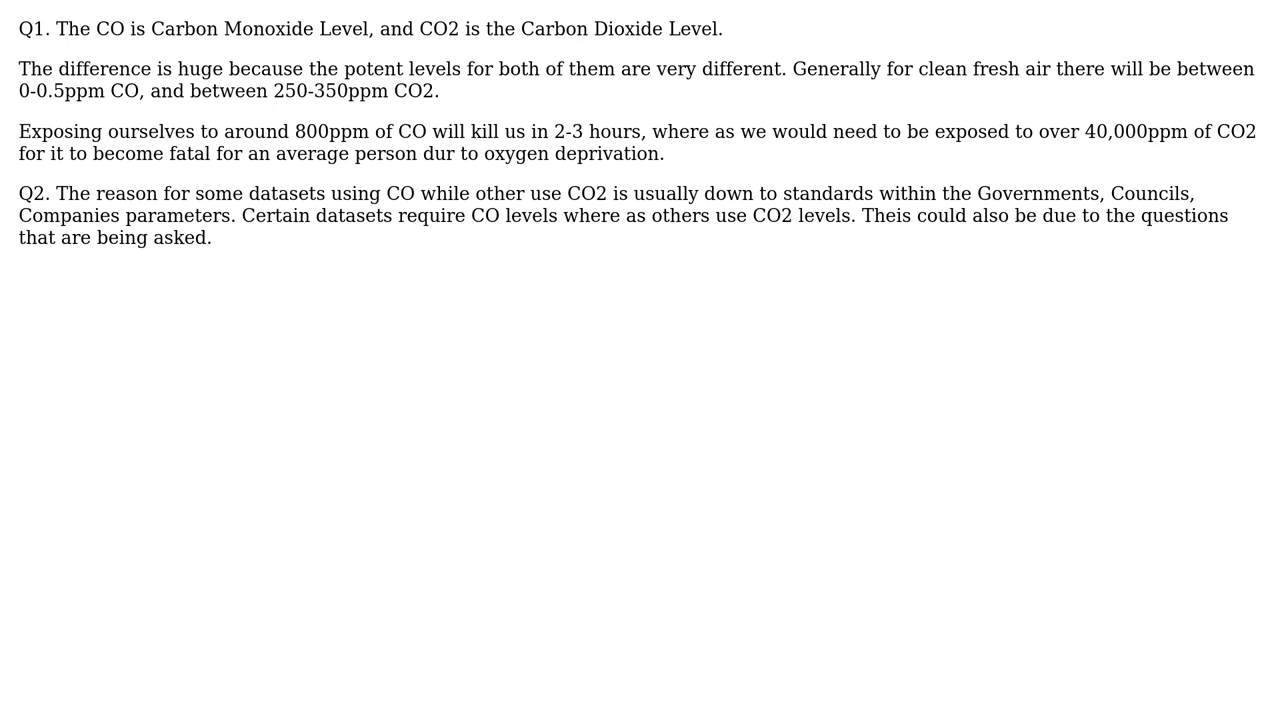 Q1. The CO is Carbon Monoxide Level, and CO2 is the Carbon Dioxide Level.
The difference is huge because the potent levels for both of them are very different. Generally for clean fresh air there will be between
0-0.5ppm CO, and between 250-350ppm CO2.
Exposing ourselves to around 800ppm of CO will kill us in 2-3 hours, where as we would need to be exposed to over 40,000ppm of CO2
for it to become fatal for an average person dur to oxygen deprivation.
Q2. The reason for some datasets using CO while other use CO2 is usually down to standards within the Governments, Councils,
Companies parameters. Certain datasets require CO levels where as others use CO2 levels. Theis could also be due to the questions
that are being asked.